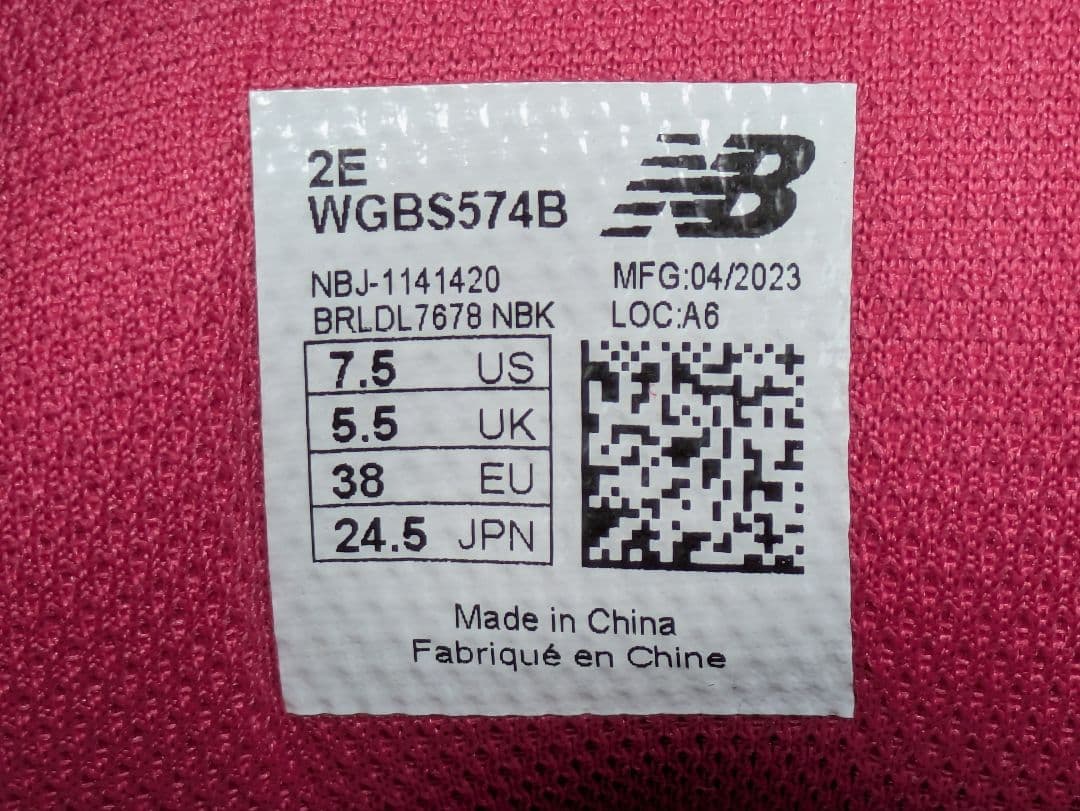 2E
WGBS574B
NB
NBJ-1141420
MFG:04/2023
BRLDL7678 NBK
LOC:A6
7.5 US
5.5 UK
38 EU
24.5 JPN
Made in China
Fabriqué en Chine